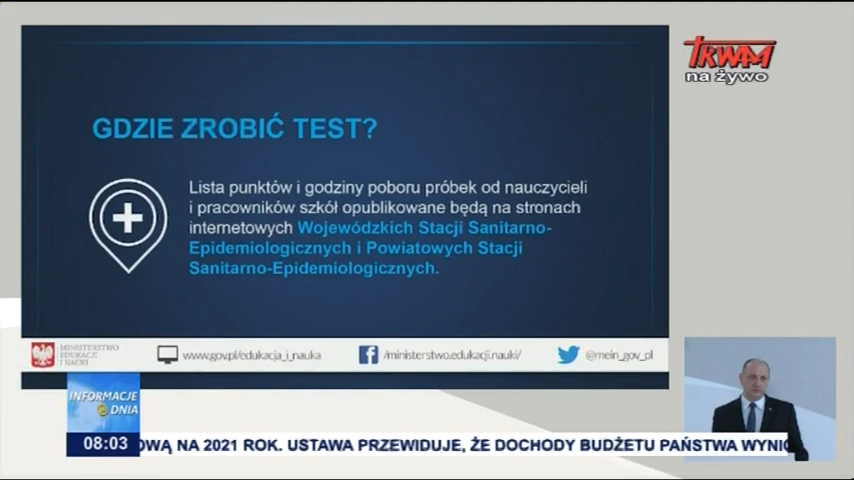 TRWAM
na żywo
GDZIE ZROBIĆ TEST?
Lista punktów i godziny poboru próbek od nauczycieli
i pracowników szkół opublikowane będą na stronach
internetowych Wojewódzkich Stacji Sanitarno-
Epidemiologicznych i Powiatowych Stacji
Sanitarno-Epidemiologicznych.
MINISTERSTWO
EDUKACJI
I NAUKI
www.gov.pl/edukacja_i_nauka
/ministerstwo.edukacji.nauki/
@mein_gov_pl
INFORMACJE
DNIA
08:03
OWĄ NA 2021 ROK. USTAWA PRZEWIDUJE, ŻE DOCHODY BUDŻETU PAŃSTWA WYNIO